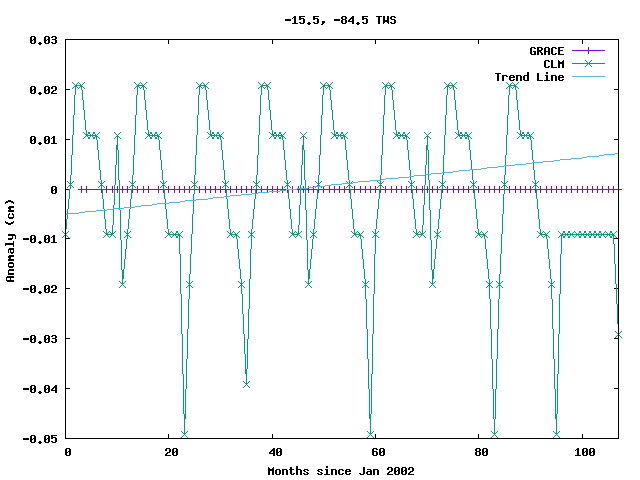 -15.5, -84.5 TWS
0.03
GRACE
CLM
Trend Line
0.02
0.01
0
-0.01
-0.02
-0.03
-0.04
-0.05
Anomaly (cm)
0 20 40 60 80 100
Months since Jan 2002